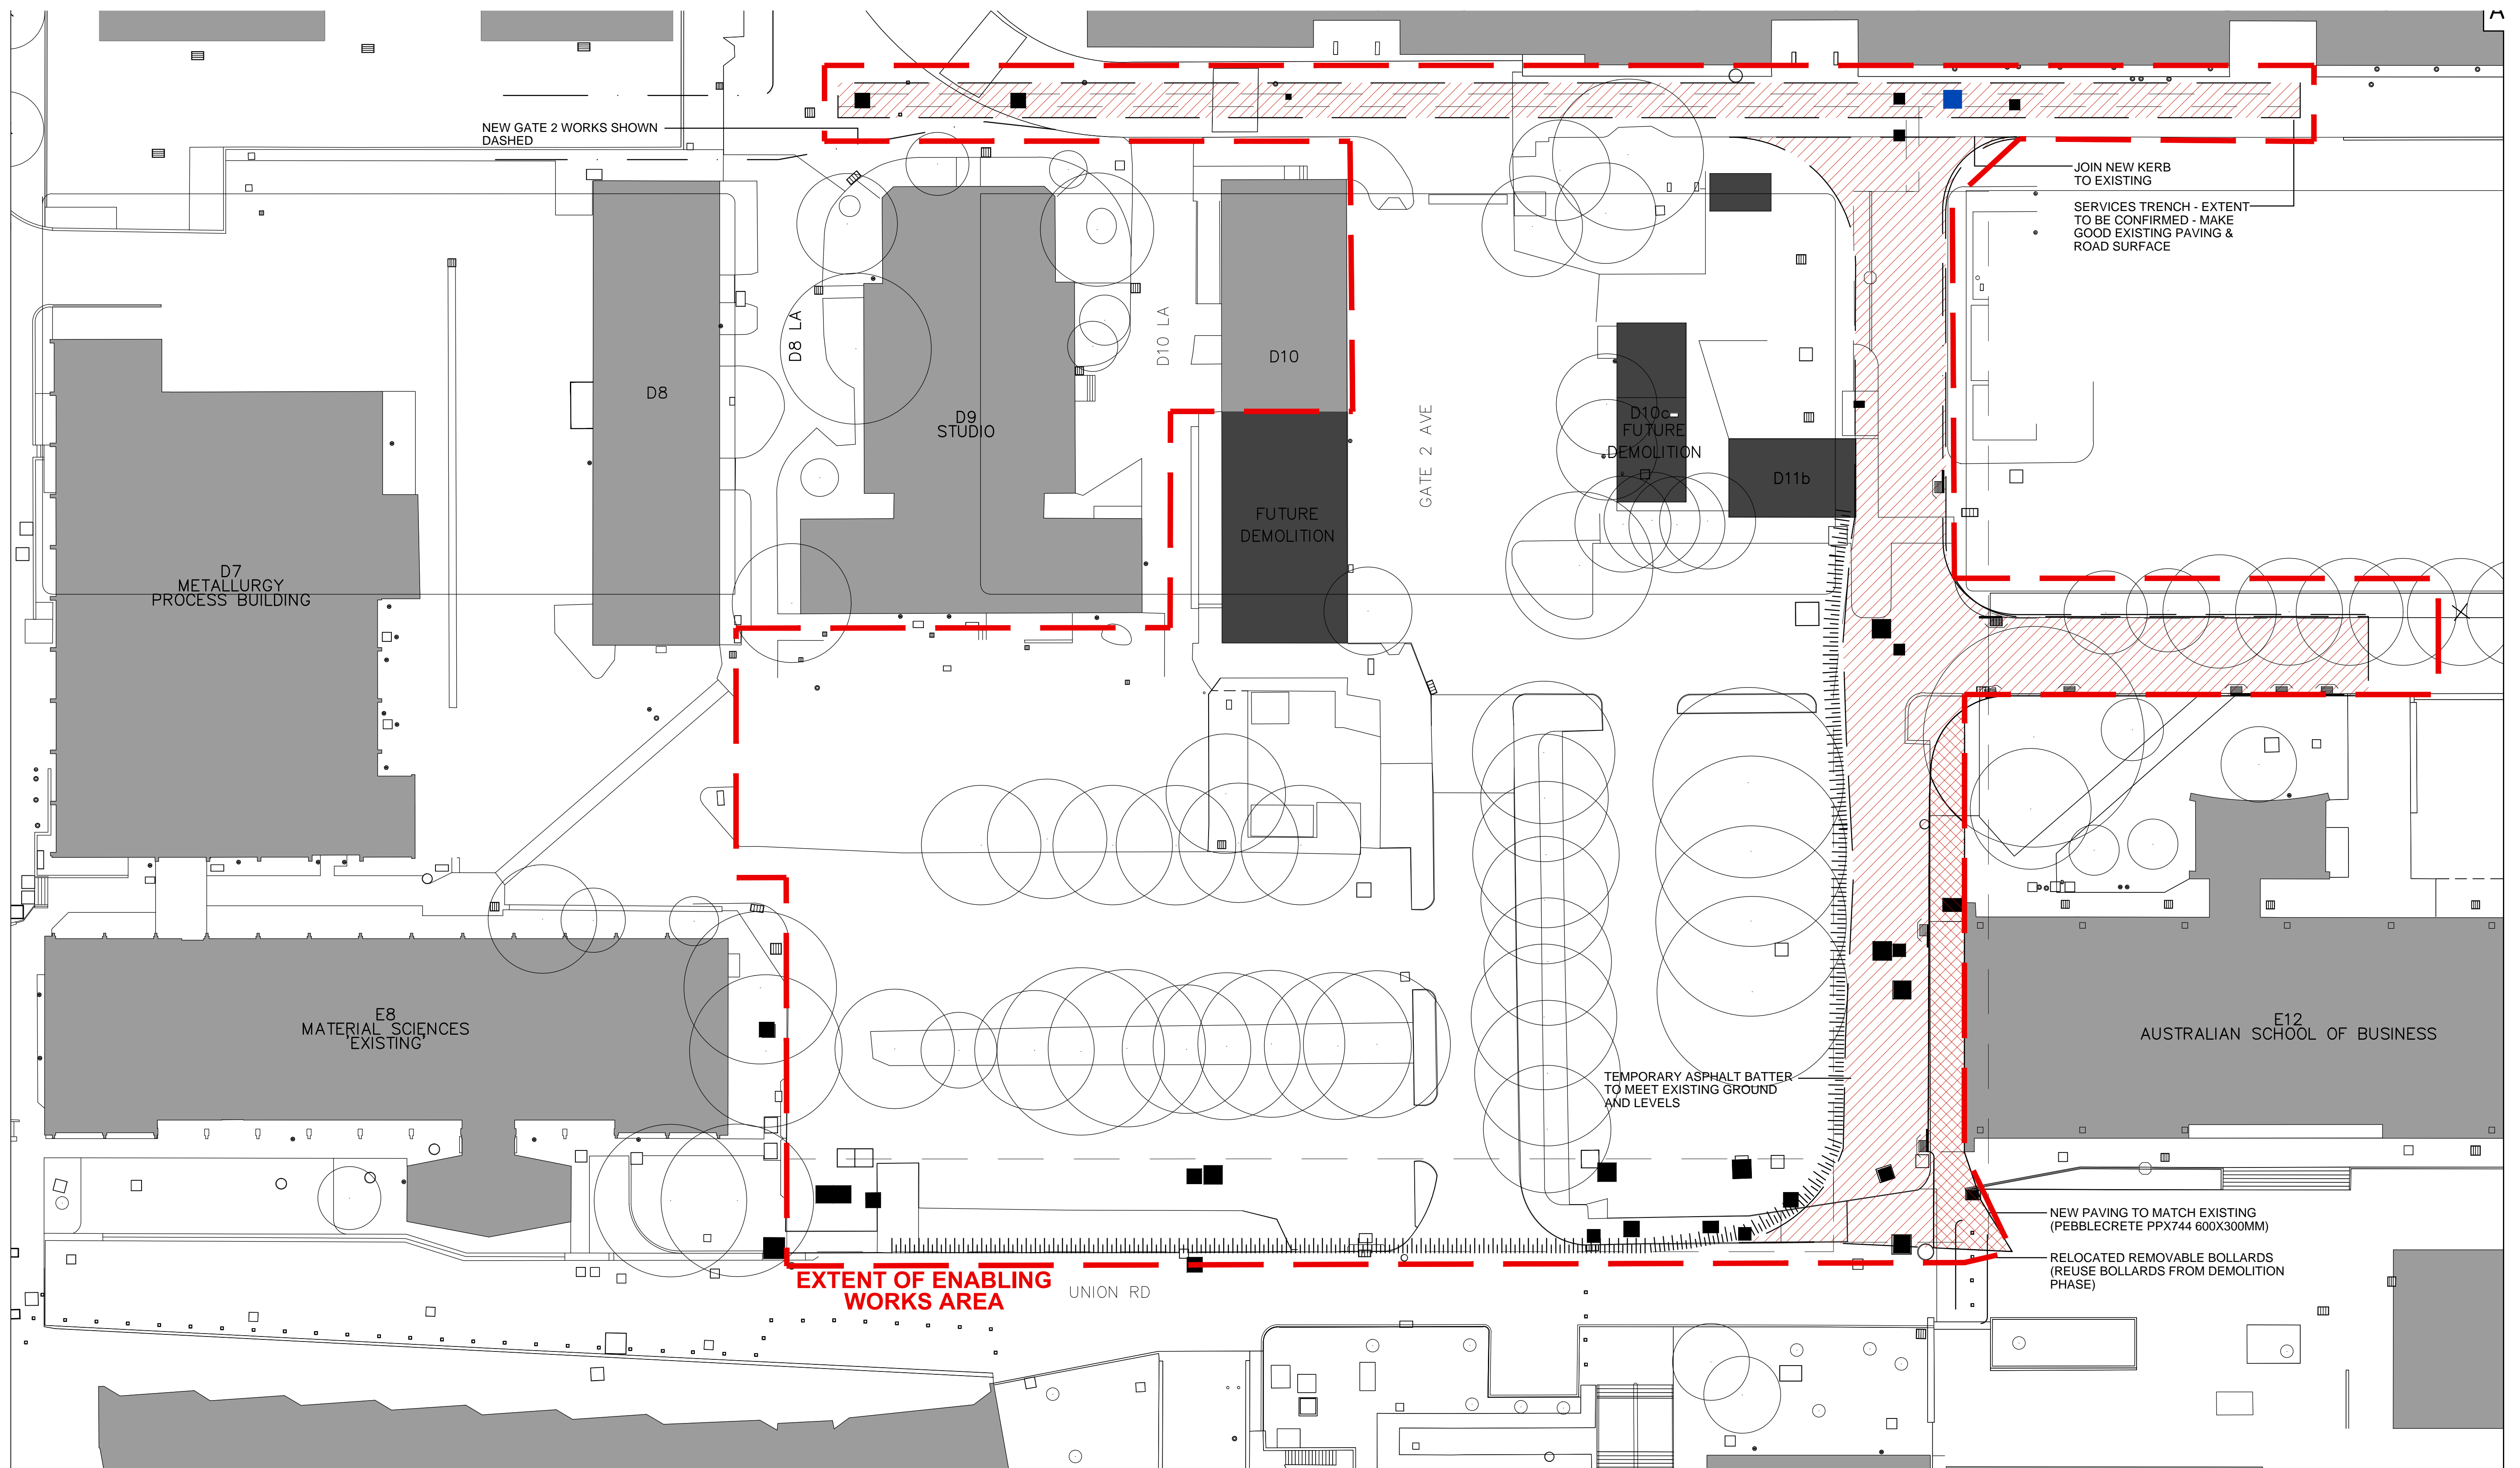 A
NEW GATE 2 WORKS SHOWN
DASHED
JOIN NEW KERB
TO EXISTING
SERVICES TRENCH - EXTENT
TO BE CONFIRMED - MAKE
GOOD EXISTING PAVING &
ROAD SURFACE
D8 LA
D10 LA
D10
D8
D9
STUDIO
GATE 2 AVE
D10c
FUTURE
DEMOLITION
D11b
FUTURE
DEMOLITION
D7
METALLURGY
PROCESS BUILDING
E8
MATERIAL SCIENCES
'EXISTING'
E12
AUSTRALIAN SCHOOL OF BUSINESS
TEMPORARY ASPHALT BATTER
TO MEET EXISTING GROUND
AND LEVELS
NEW PAVING TO MATCH EXISTING
(PEBBLECRETE PPX744 600X300MM)
RELOCATED REMOVABLE BOLLARDS
(REUSE BOLLARDS FROM DEMOLITION
PHASE)
EXTENT OF ENABLING
WORKS AREA
UNION RD